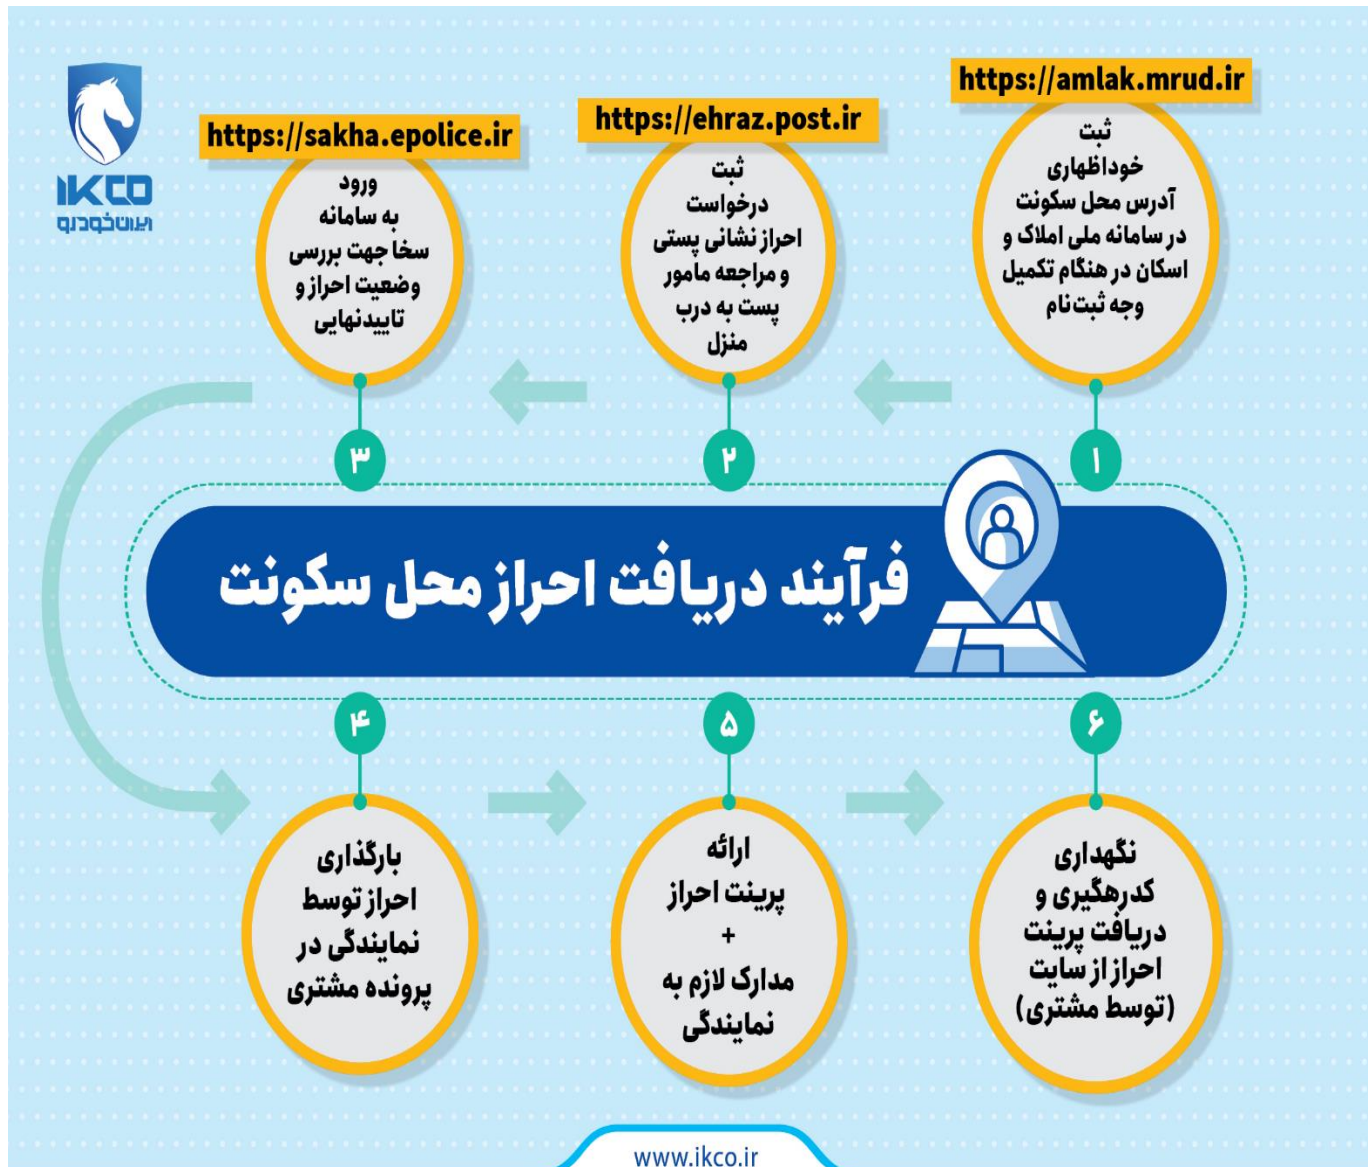 IKCO
ایران‌خودرو
https://amlak.mrud.ir
ثبت
خوداظهاری
آدرس محل سکونت
در سامانه ملی املاک و
اسکان در هنگام تکمیل
وجه ثبت‌نام
۱
https://ehraz.post.ir
ثبت
درخواست
احراز نشانی پستی
و مراجعه مامور
پست به درب
منزل
۲
https://sakha.epolice.ir
ورود
به سامانه
سخا جهت بررسی
وضعیت احراز و
تاییدنهایی
۳
فرآیند دریافت احراز محل سکونت
۴
بارگذاری
احراز توسط
نمایندگی در
پرونده مشتری
۵
ارائه
پرینت احراز
+
مدارک لازم به
نمایندگی
۶
نگهداری
کدرهگیری و
دریافت پرینت
احراز از سایت
(توسط مشتری)
www.ikco.ir